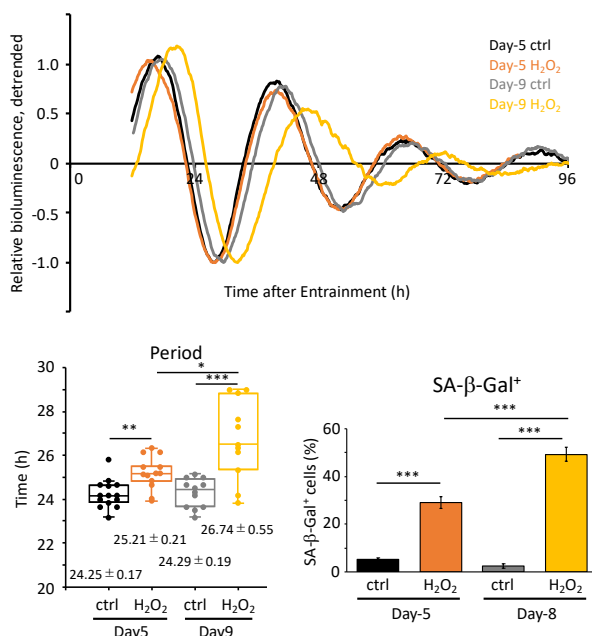 Relative bioluminescence, detrended
1.0
0.5
0
-0.5
-1.0
0
24
48
72
96
Time after Entrainment (h)
Day-5 ctrl
Day-5 H₂O₂
Day-9 ctrl
Day-9 H₂O₂
Period
Time (h)
30
28
26
24
22
20
**
*
***
24.25 ± 0.17
25.21 ± 0.21
24.29 ± 0.19
26.74 ± 0.55
ctrl H₂O₂ ctrl H₂O₂
Day5 Day9
SA-β-Gal⁺
SA-β-Gal⁺ cells (%)
60
40
20
0
***
***
***
ctrl H₂O₂ ctrl H₂O₂
Day-5 Day-8